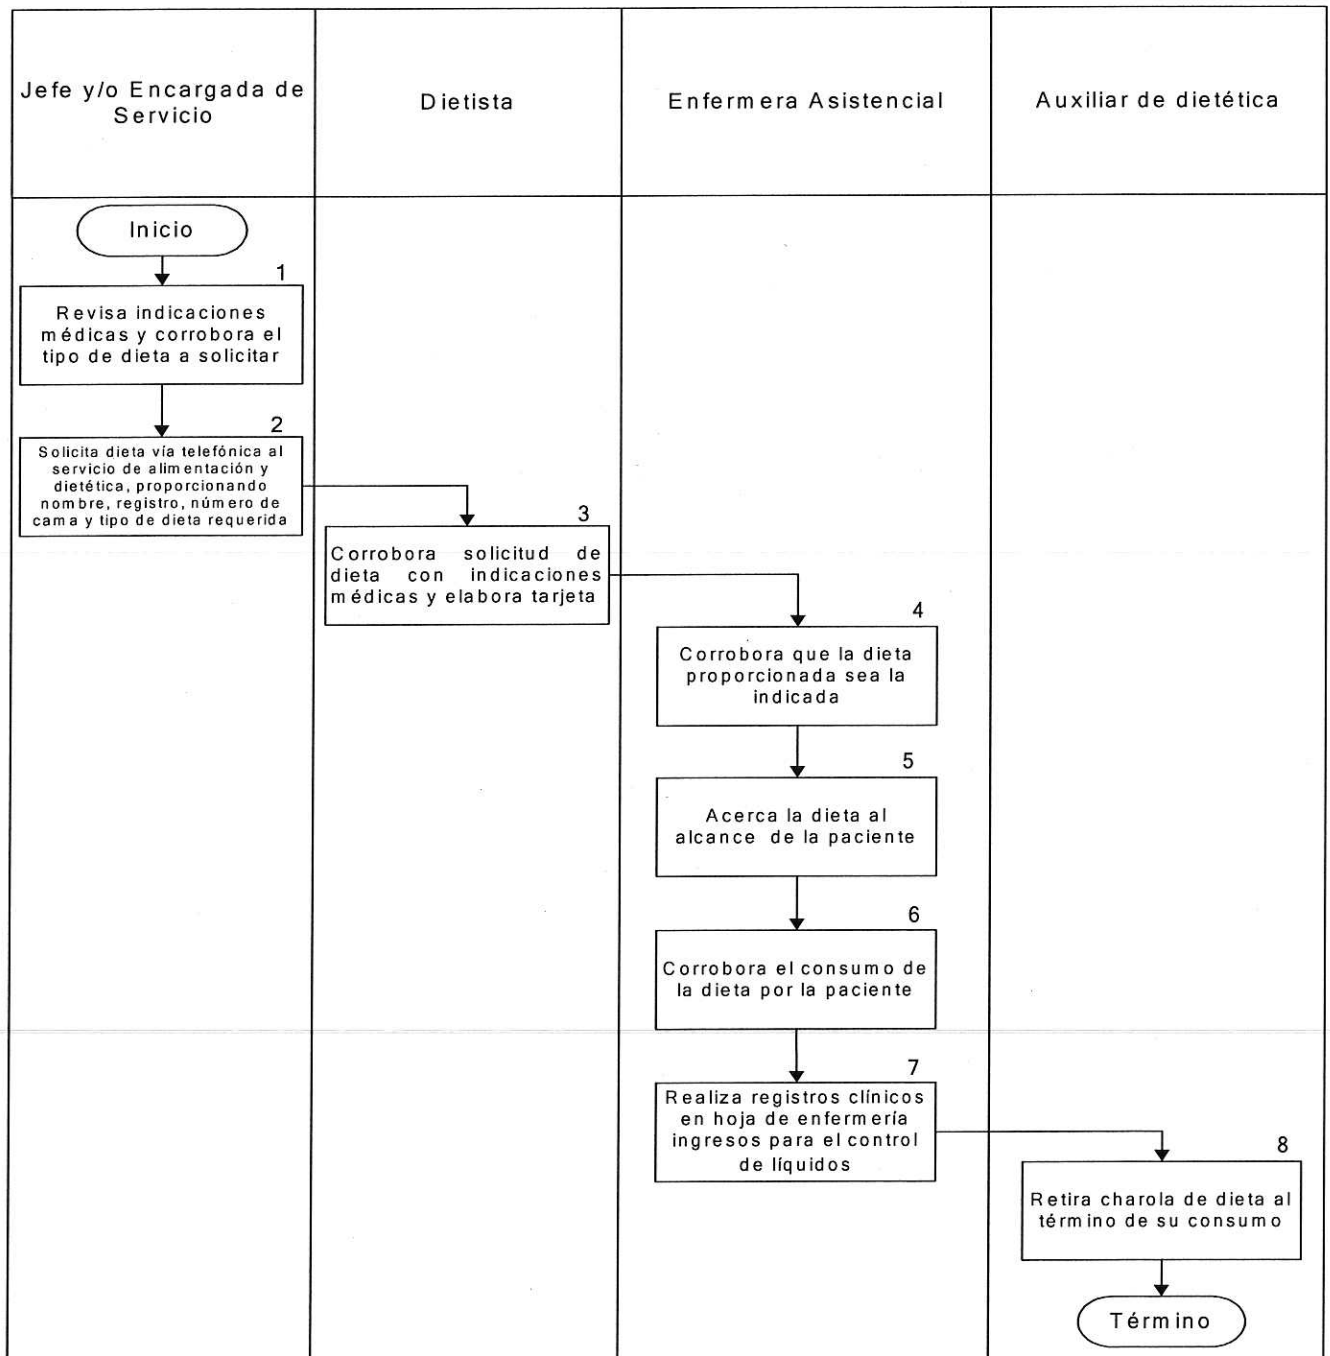 Jefe y/o Encargada de
Servicio
Dietista
Enfermera Asistencial
Auxiliar de dietética
Inicio
1
Revisa indicaciones
médicas y corrobora el
tipo de dieta a solicitar
2
Solicita dieta vía telefónica al
servicio de alimentación y
dietética, proporcionando
nombre, registro, número de
cama y tipo de dieta requerida
3
Corrobora solicitud de
dieta con indicaciones
médicas y elabora tarjeta
4
Corrobora que la dieta
proporcionada sea la
indicada
5
Acerca la dieta al
alcance de la paciente
6
Corrobora el consumo de
la dieta por la paciente
7
Realiza registros clínicos
en hoja de enfermería
ingresos para el control
de líquidos
8
Retira charola de dieta al
término de su consumo
Término